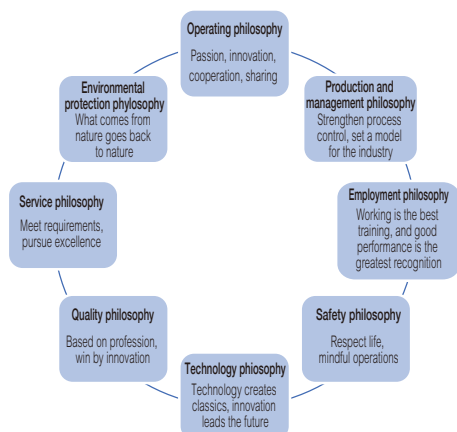 Operating philosophy
Passion, innovation,
cooperation, sharing
Production and
management philosophy
Strengthen process
control, set a model
for the industry
Employment philosophy
Working is the best
training, and good
performance is the
greatest recognition
Safety philosophy
Respect life,
mindful operations
Technology phiosophy
Technology creates
classics, innovation
leads the future
Quality philosophy
Based on profession,
win by innovation
Service philosophy
Meet requirements,
pursue excellence
Environmental
protection phylosophy
What comes from
nature goes back
to nature